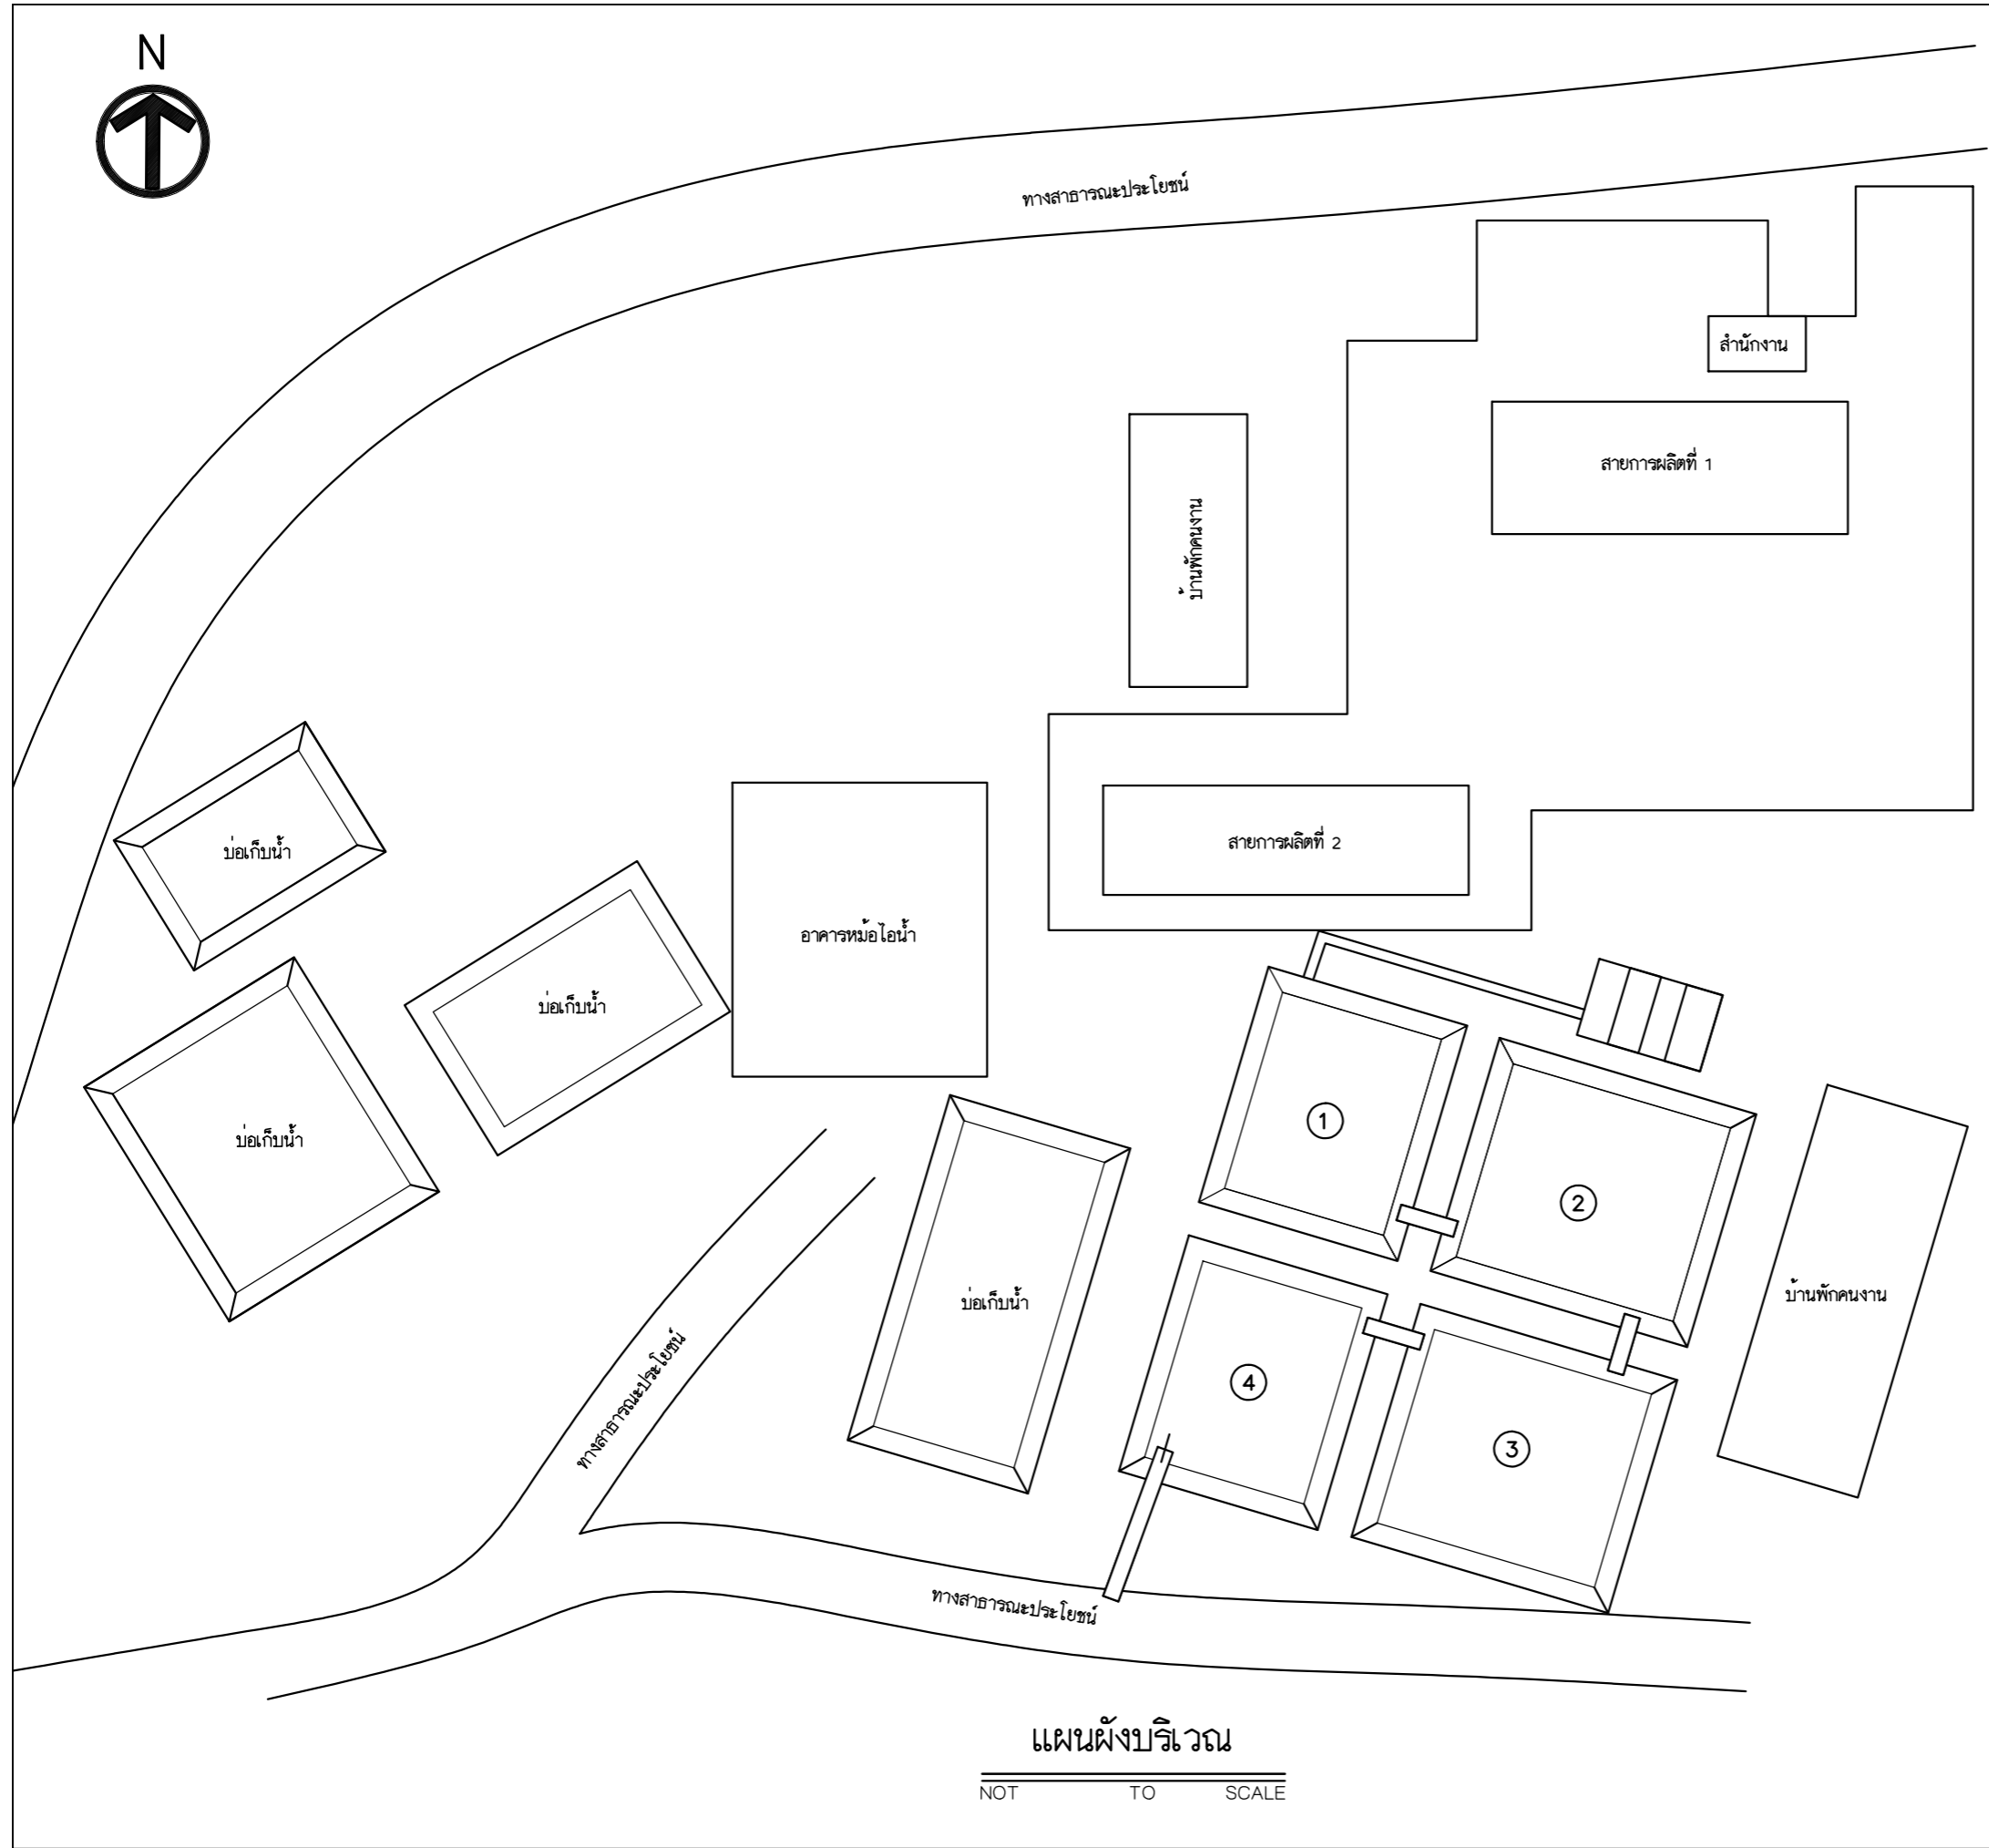 N
ทางสาธารณะประโยชน์
สำนักงาน
สายการผลิตที่ 1
บ้านพักคนงาน
สายการผลิตที่ 2
บ่อเก็บน้ำ
อาคารหม้อไอน้ำ
บ่อเก็บน้ำ
บ่อเก็บน้ำ
1
2
บ่อเก็บน้ำ
บ้านพักคนงาน
4
3
ทางสาธารณะประโยชน์
ทางสาธารณะประโยชน์
แผนผังบริเวณ
NOT TO SCALE